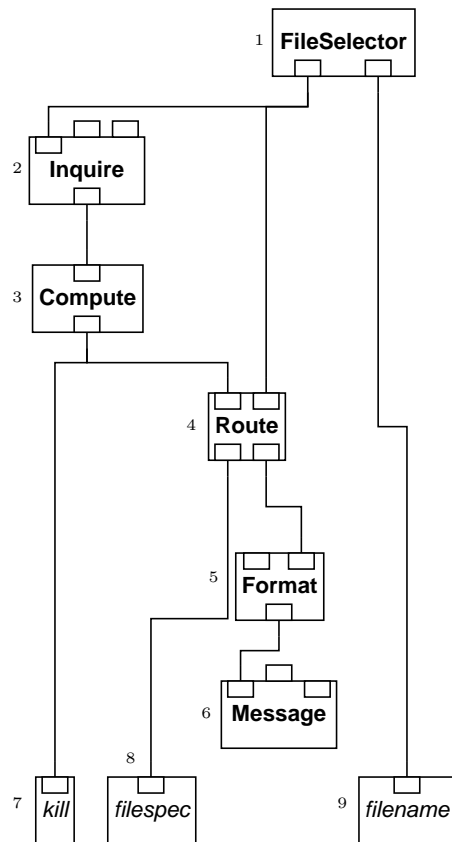 1 FileSelector
2 Inquire
3 Compute
4 Route
5 Format
6 Message
8
7 kill filespec 9 filename